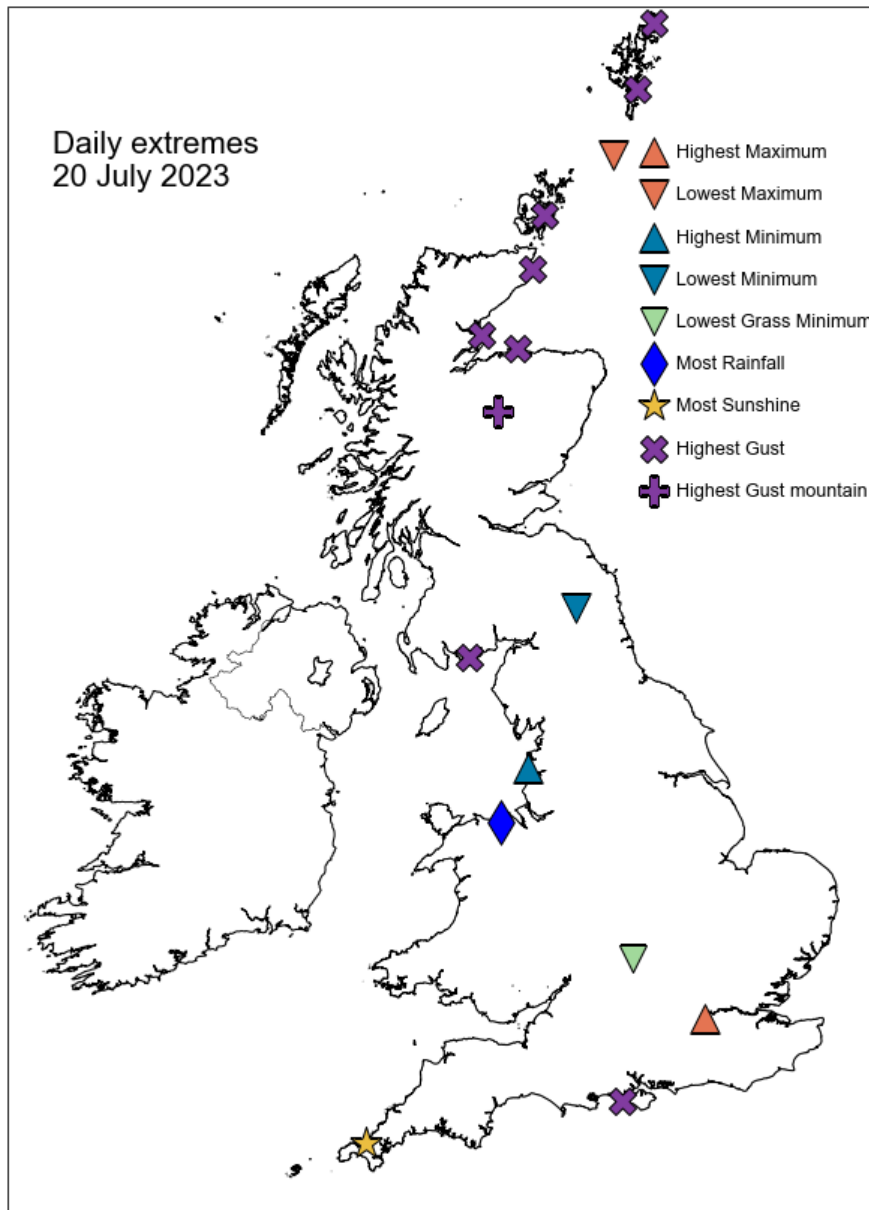 Daily extremes
20 July 2023
Highest Maximum
Lowest Maximum
Highest Minimum
Lowest Minimum
Lowest Grass Minimum
Most Rainfall
Most Sunshine
Highest Gust
Highest Gust mountain